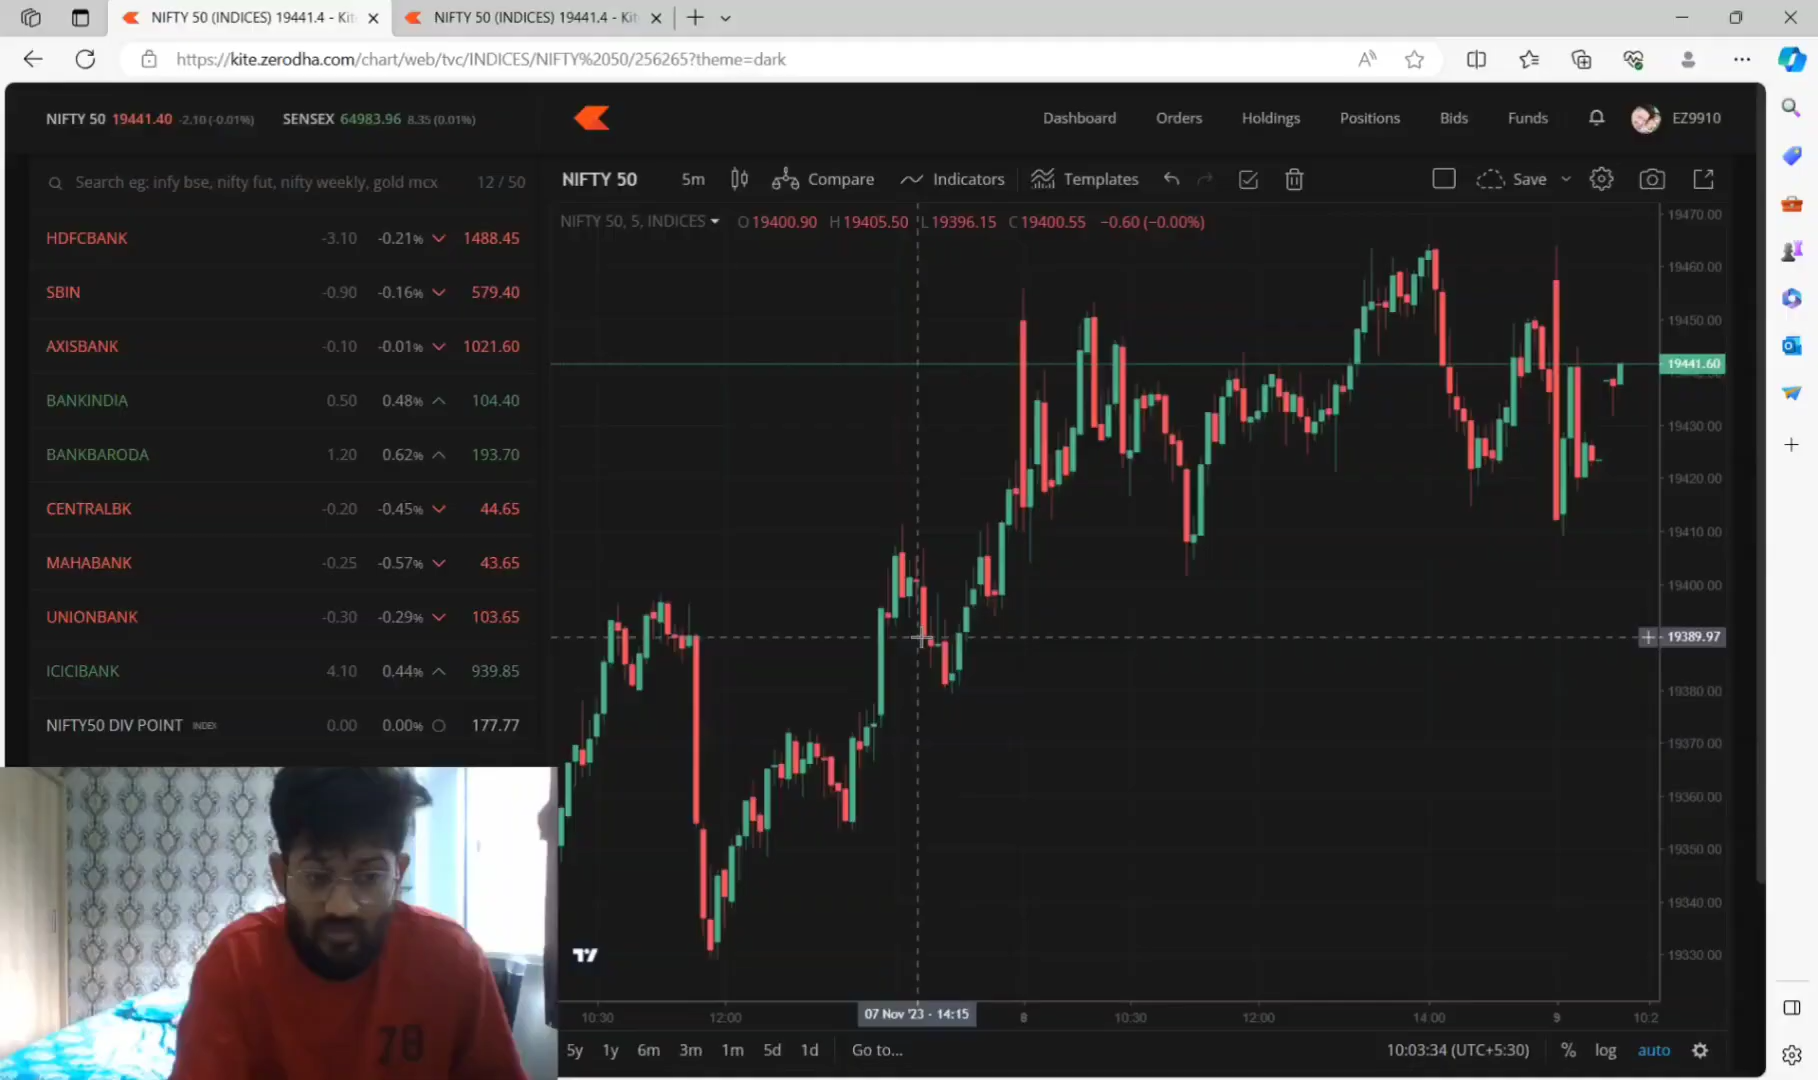 NIFTY 50 (INDICES) 19441.4 - Kit
NIFTY 50 (INDICES) 19441.4 - Kit
https://kite.zerodha.com/chart/web/tvc/INDICES/NIFTY%2050/256265?theme=dark
NIFTY 50 19441.40 -2.10 (-0.01%) SENSEX 64983.96 8.35 (0.01%)
Dashboard Orders Holdings Positions Bids Funds EZ9910
Search eg: infy bse, nifty fut, nifty weekly, gold mcx 12 / 50
NIFTY 50 5m Compare Indicators Templates Save
NIFTY 50, 5, INDICES O19400.90 H19405.50 L19396.15 C19400.55 −0.60 (−0.00%)
HDFCBANK -3.10 -0.21% 1488.45
SBIN -0.90 -0.16% 579.40
AXISBANK -0.10 -0.01% 1021.60
BANKINDIA 0.50 0.48% 104.40
BANKBARODA 1.20 0.62% 193.70
CENTRALBK -0.20 -0.45% 44.65
MAHABANK -0.25 -0.57% 43.65
UNIONBANK -0.30 -0.29% 103.65
ICICIBANK 4.10 0.44% 939.85
NIFTY50 DIV POINT INDEX 0.00 0.00% 177.77
19470.00
19460.00
19450.00
19441.60
19430.00
19420.00
19410.00
19400.00
19389.97
19380.00
19370.00
19360.00
19350.00
19340.00
19330.00
10:30 12:00 07 Nov '23 - 14:15 8 10:30 12:00 14:00 9 10:2
5y 1y 6m 3m 1m 5d 1d Go to... 10:03:34 (UTC+5:30) % log auto
78